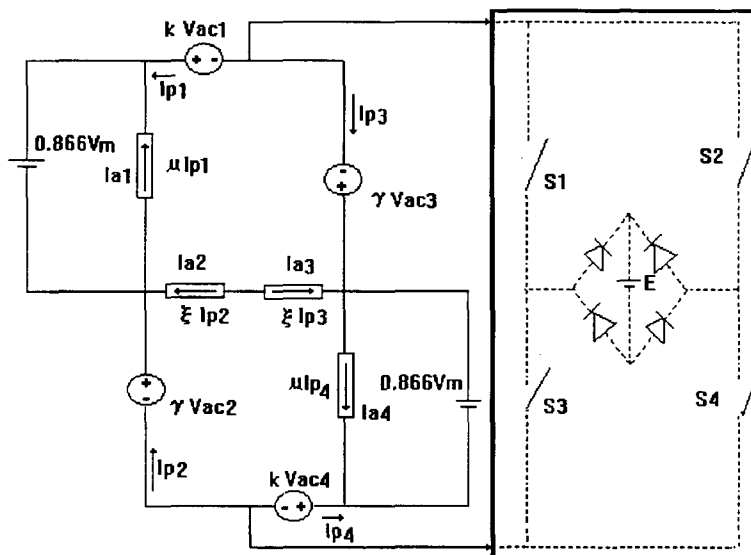 k Vac1
Ip1
Ip3
0.866Vm
μIp1
Ia1
γ Vac3
S1
S2
Ia2
Ia3
ξ Ip2
ξ Ip3
E
μIp4
0.866Vm
Ia4
γ Vac2
S3
S4
Ip2
k Vac4
Ip4